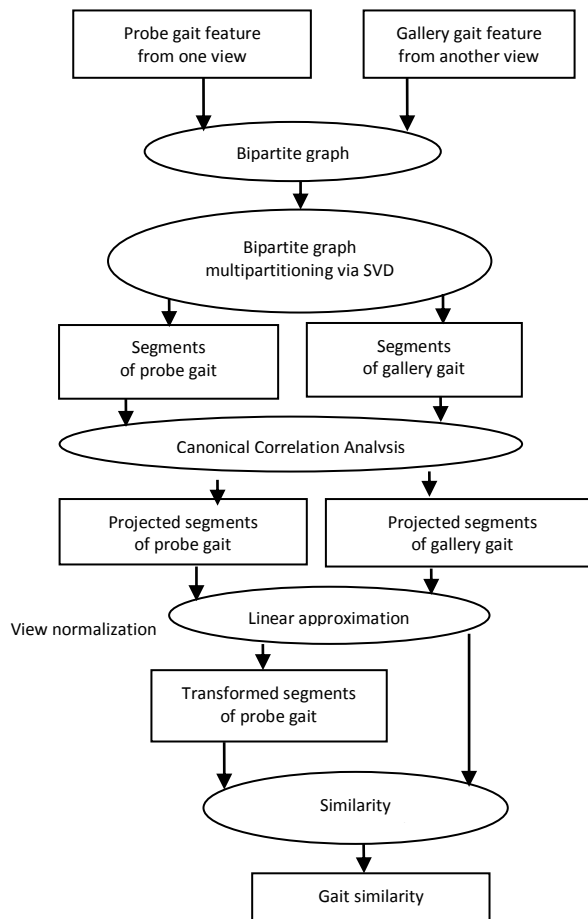 Probe gait feature
from one view
Gallery gait feature
from another view
Bipartite graph
Bipartite graph
multipartitioning via SVD
Segments
of probe gait
Segments
of gallery gait
Canonical Correlation Analysis
Projected segments
of probe gait
Projected segments
of gallery gait
Linear approximation
View normalization
Transformed segments
of probe gait
Similarity
Gait similarity